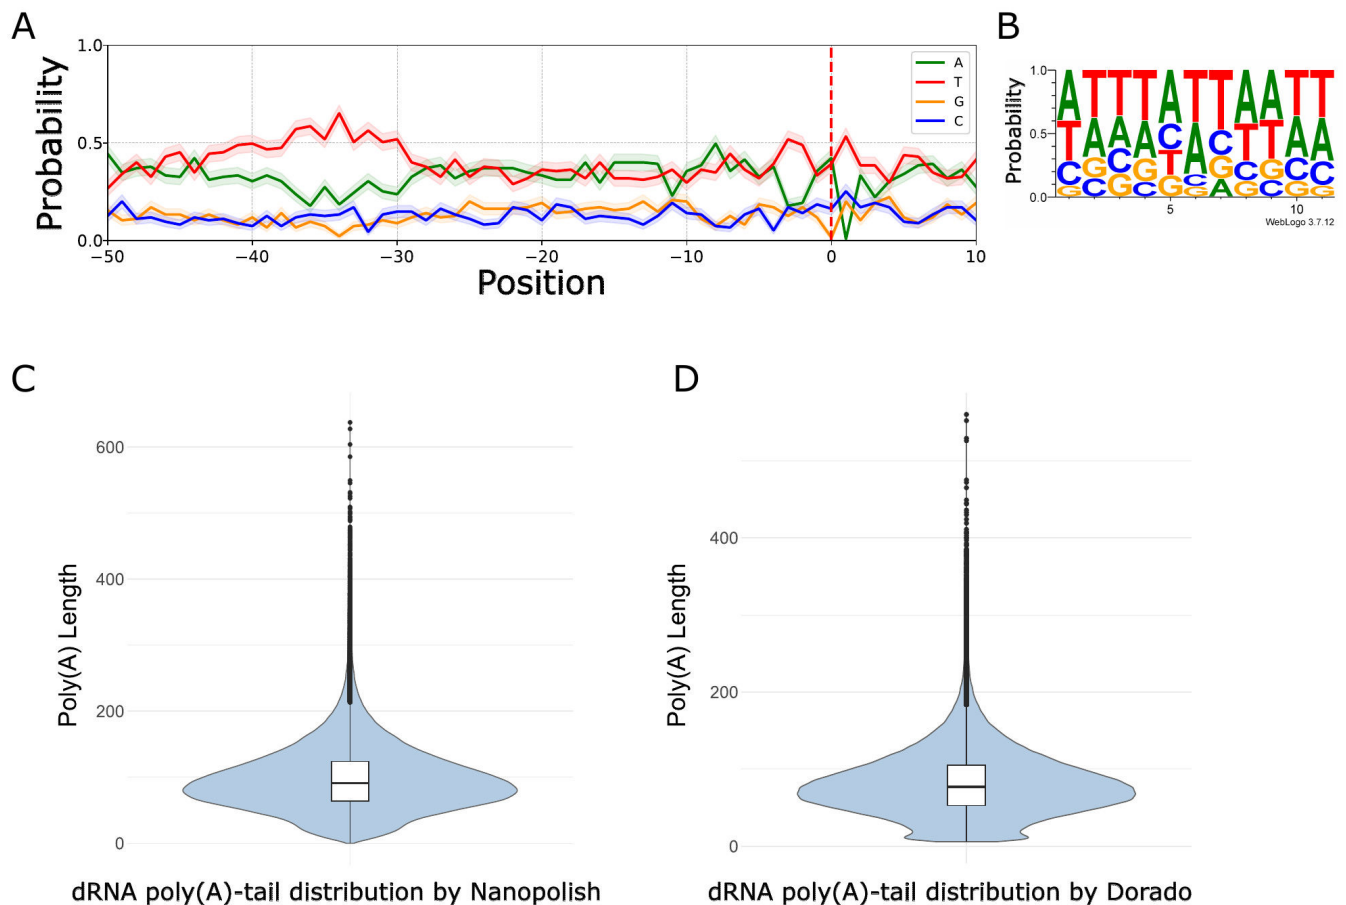 A
Probability
1.0
0.5
0.0
−50
−40
−30
−20
−10
0
10
Position
A
T
G
C
B
Probability
1.0
0.5
0.0
A T T T A T T A A T T
T A A A C A C T T A A
C G C G T C G C G C C
G C G C G G A G C G G
5
10
WebLogo 3.7.12
C
Poly(A) Length
600
400
200
0
dRNA poly(A)-tail distribution by Nanopolish
D
Poly(A) Length
400
200
0
dRNA poly(A)-tail distribution by Dorado